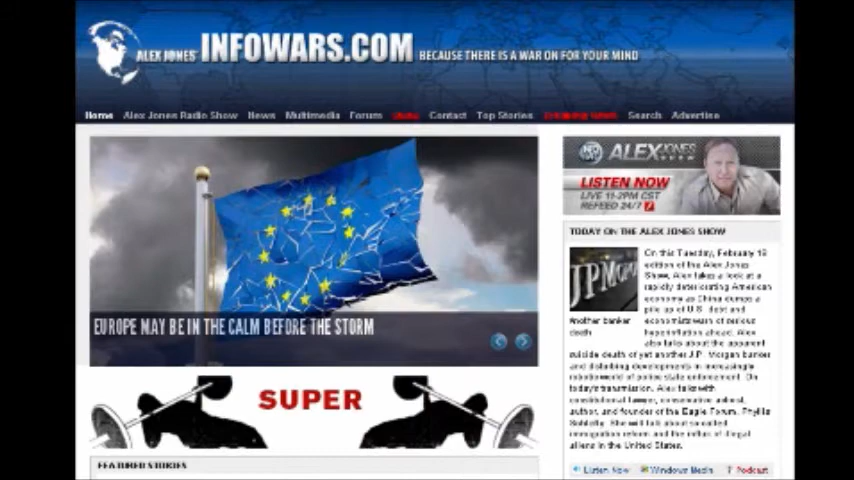 ALEX JONES' INFOWARS.COM BECAUSE THERE IS A WAR ON FOR YOUR MIND
Home Alex Jones Radio Show News Multimedia Forum Contact Top Stories Search Advertise
ALEX JONES SHOW
LISTEN NOW
LIVE 11-2PM CST
REFEED 24/7
TODAY ON THE ALEX JONES SHOW
On this Tuesday, February 18
edition of the Alex Jones
Show, Alex takes a look at a
rapidly deteriorating American
economy as China dumps a
pile up of U.S. debt and
economists warn of serious
hyperinflation ahead. Alex
also talks about the apparent
suicide death of yet another J.P. Morgan banker
and disturbing developments in increasingly
of police state enforcement. On
today's transmission, Alex talks with
constitutional lawyer, conservative activist,
author, and founder of the Eagle Forum, Phyllis
Schlafly. She will talk about so-called
immigration reform and the influx of illegal
aliens in the United States.
JPMORG
Another banker
death
Listen Now Windows Media Podcast
EUROPE MAY BE IN THE CALM BEFORE THE STORM
SUPER
FEATURED STORIES